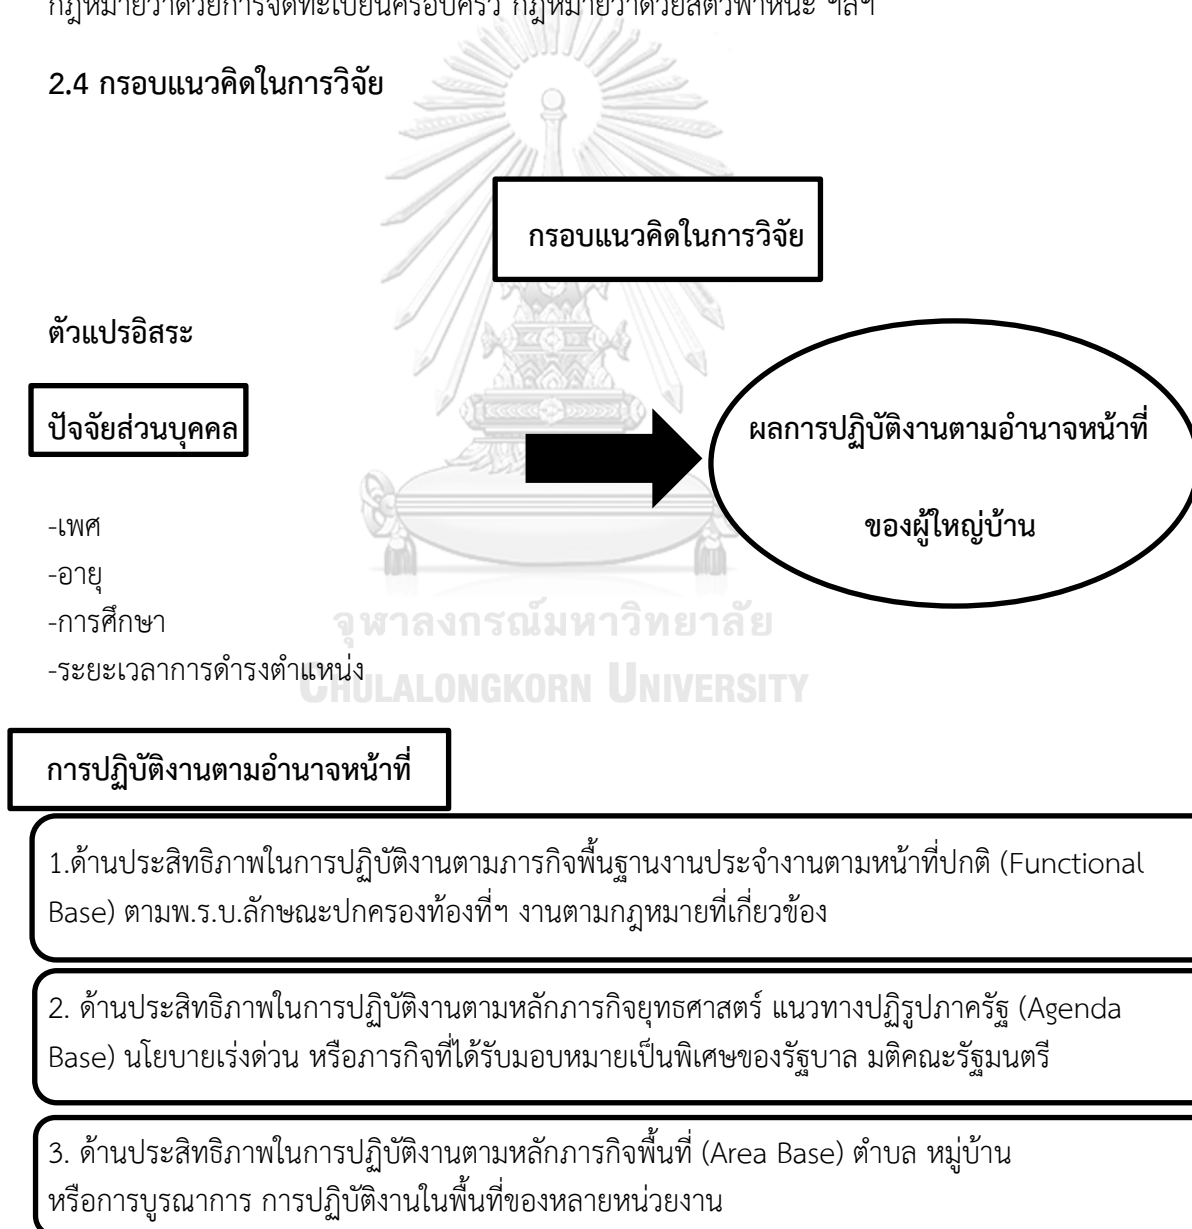 กฎหมายว่าด้วยการจัดทะเบียนครอบครัว กฎหมายว่าด้วยสัตว์พาหนะ ฯลฯ
2.4 กรอบแนวคิดในการวิจัย
กรอบแนวคิดในการวิจัย
ตัวแปรอิสระ
ปัจจัยส่วนบุคคล
ผลการปฏิบัติงานตามอำนาจหน้าที่
ของผู้ใหญ่บ้าน
-เพศ
-อายุ
-การศึกษา
-ระยะเวลาการดำรงตำแหน่ง
จุฬาลงกรณ์มหาวิทยาลัย
CHULALONGKORN UNIVERSITY
การปฏิบัติงานตามอำนาจหน้าที่
1.ด้านประสิทธิภาพในการปฏิบัติงานตามภารกิจพื้นฐานงานประจำงานตามหน้าที่ปกติ (Functional
Base) ตามพ.ร.บ.ลักษณะปกครองท้องที่ฯ งานตามกฎหมายที่เกี่ยวข้อง
2. ด้านประสิทธิภาพในการปฏิบัติงานตามหลักภารกิจยุทธศาสตร์ แนวทางปฏิรูปภาครัฐ (Agenda
Base) นโยบายเร่งด่วน หรือภารกิจที่ได้รับมอบหมายเป็นพิเศษของรัฐบาล มติคณะรัฐมนตรี
3. ด้านประสิทธิภาพในการปฏิบัติงานตามหลักภารกิจพื้นที่ (Area Base) ตำบล หมู่บ้าน
หรือการบูรณาการ การปฏิบัติงานในพื้นที่ของหลายหน่วยงาน